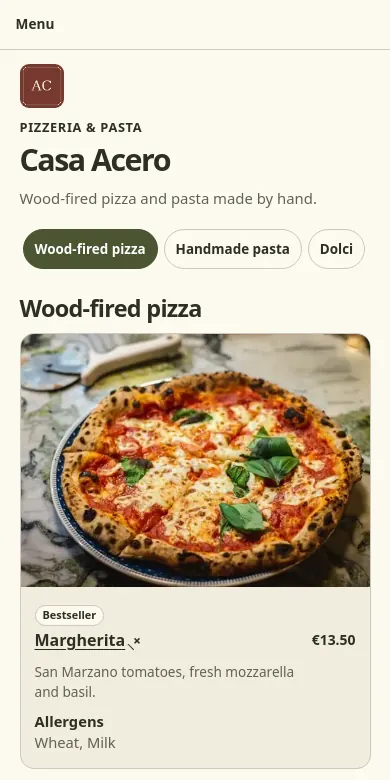 Menu
AC
PIZZERIA & PASTA
Casa Acero
Wood-fired pizza and pasta made by hand.
Wood-fired pizza
Handmade pasta
Dolci
Wood-fired pizza
Bestseller
Margherita
€13.50
San Marzano tomatoes, fresh mozzarella
and basil.
Allergens
Wheat, Milk